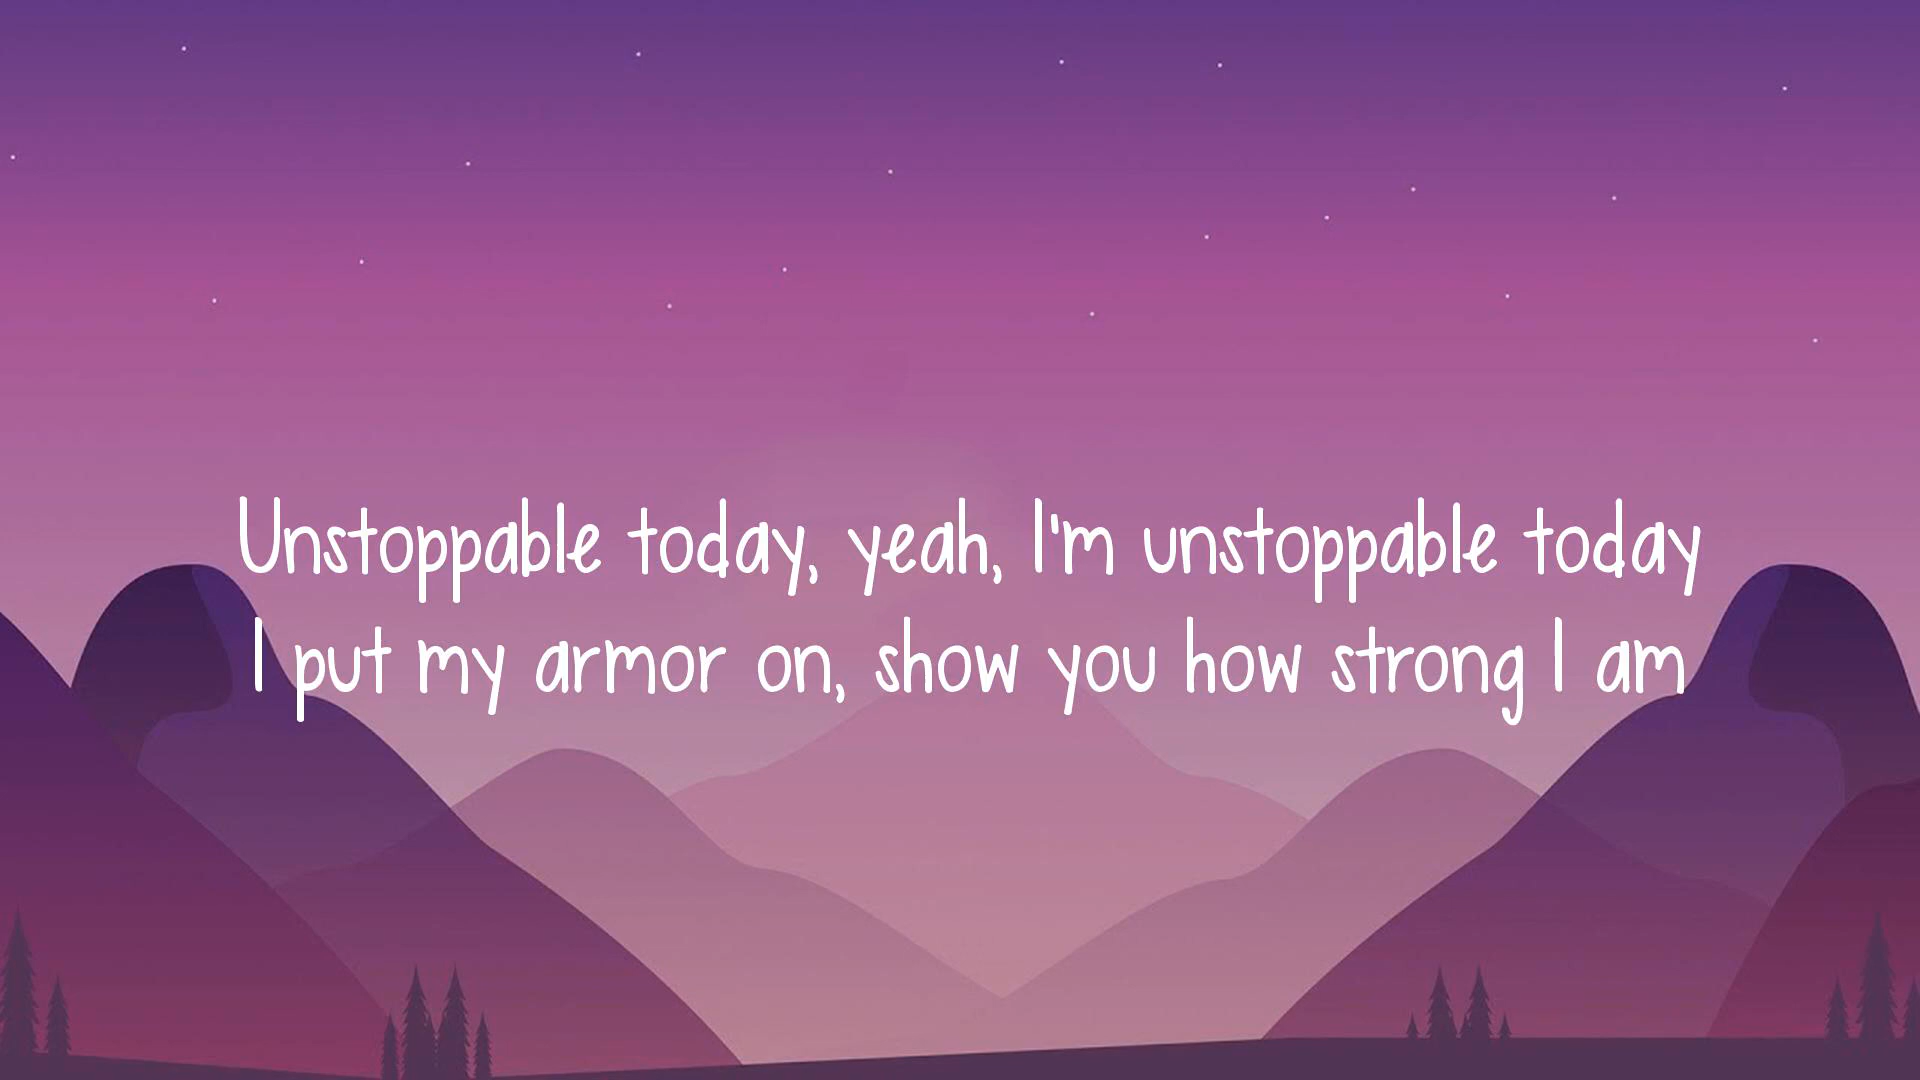 Unstoppable today, yeah, I'm unstoppable today
I put my armor on, show you how strong I am